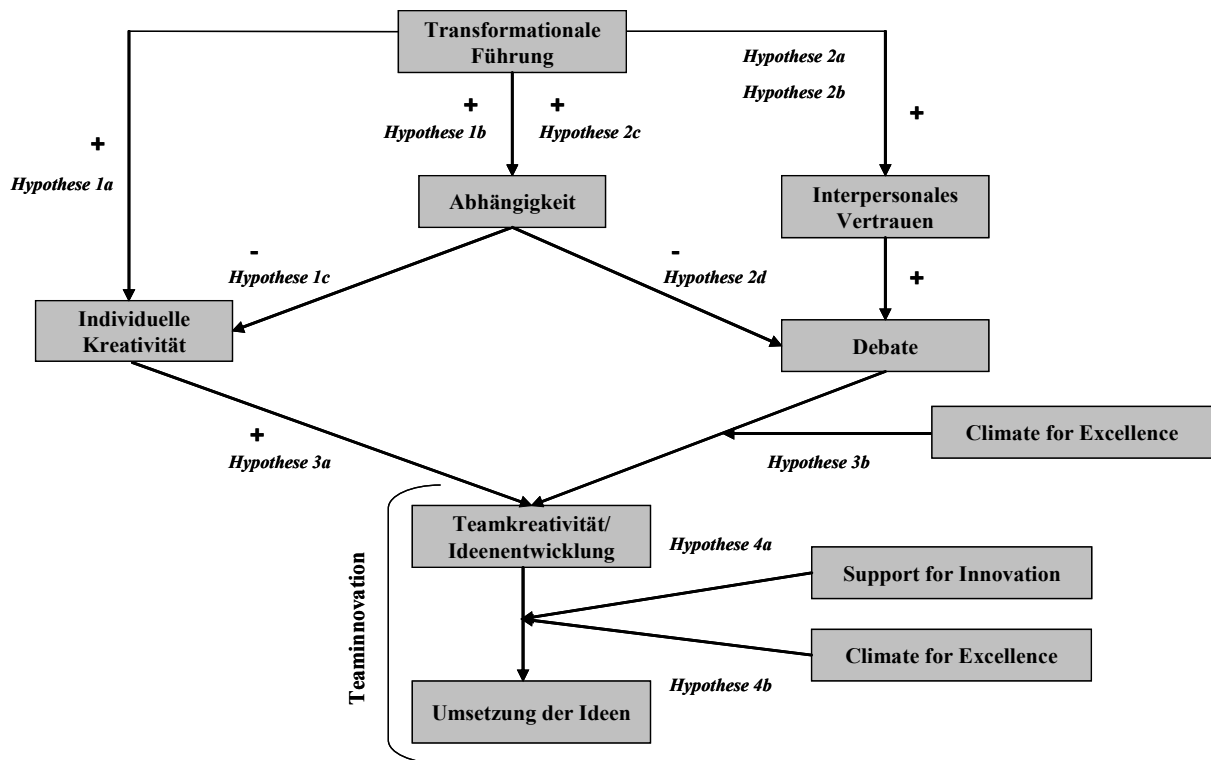 Transformationale
Führung
Hypothese 2a
Hypothese 2b
+
+
Hypothese 1b
Hypothese 2c
+
+
Hypothese 1a
Abhängigkeit
Interpersonales
Vertrauen
-
Hypothese 1c
-
Hypothese 2d
+
Individuelle
Kreativität
Debate
+
Hypothese 3a
Climate for Excellence
Hypothese 3b
Teaminnovation
Teamkreativität/
Ideenentwicklung
Hypothese 4a
Support for Innovation
Climate for Excellence
Hypothese 4b
Umsetzung der Ideen